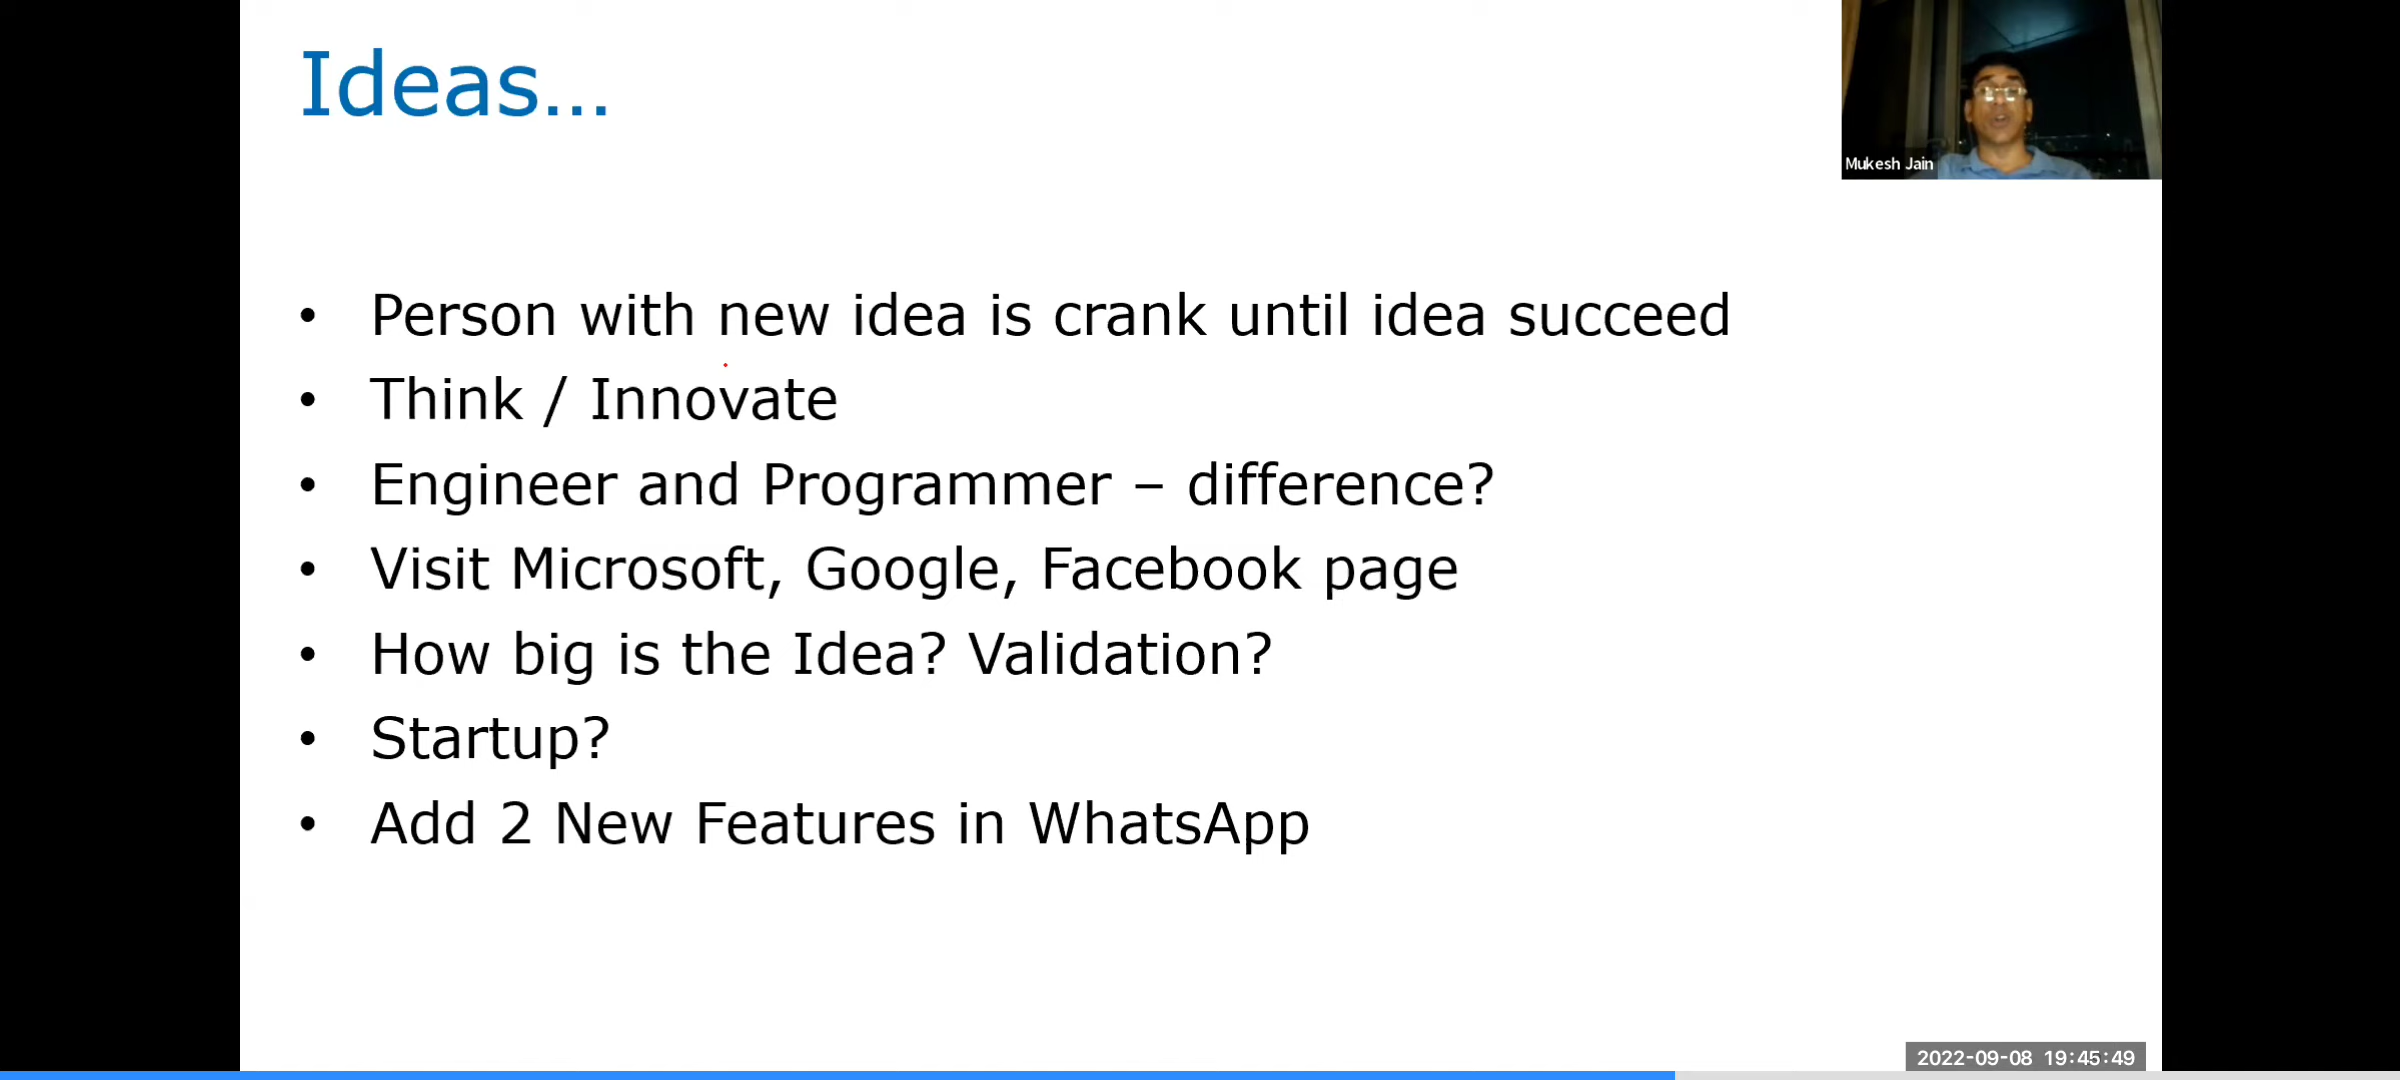 Ideas...
Mukesh Jain
• Person with new idea is crank until idea succeed
• Think / Innovate
• Engineer and Programmer – difference?
• Visit Microsoft, Google, Facebook page
• How big is the Idea? Validation?
• Startup?
• Add 2 New Features in WhatsApp
2022-09-08 19:45:49